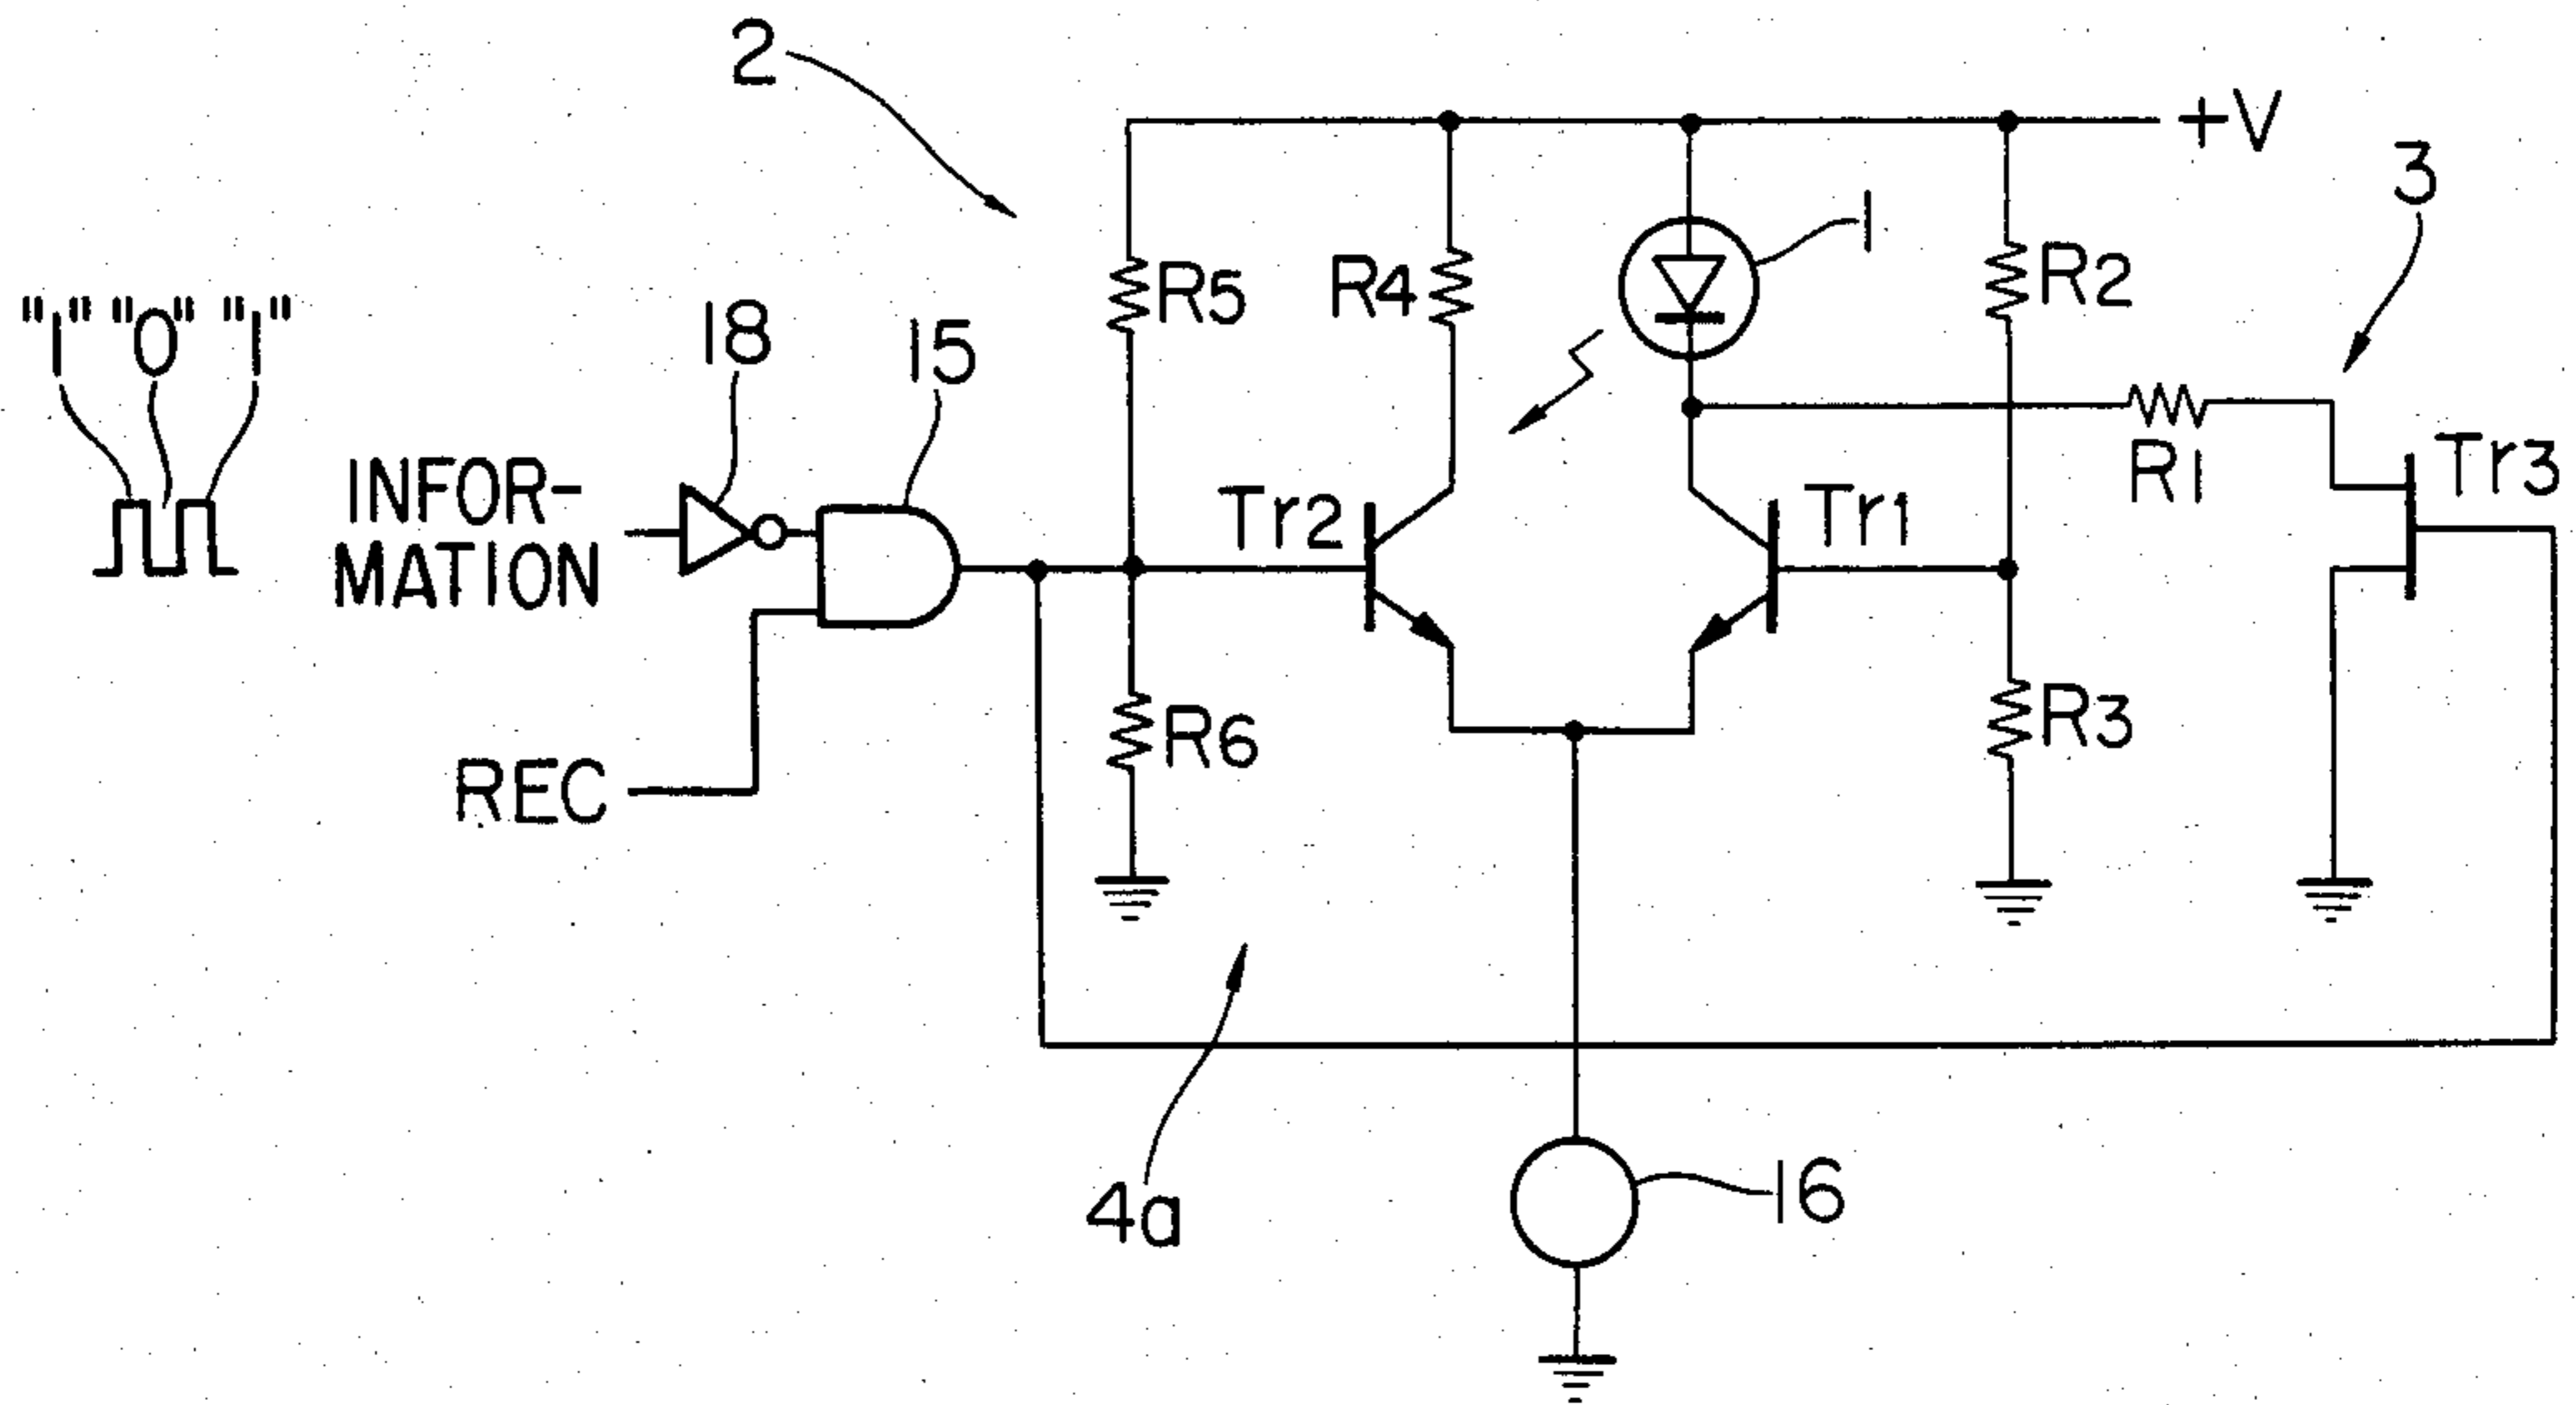 2
+V
3
1
"1" "0" "1"
18
15
R5
R4
R2
R1
Tr3
INFOR-
MATION
Tr2
Tr1
REC
R6
R3
4a
16